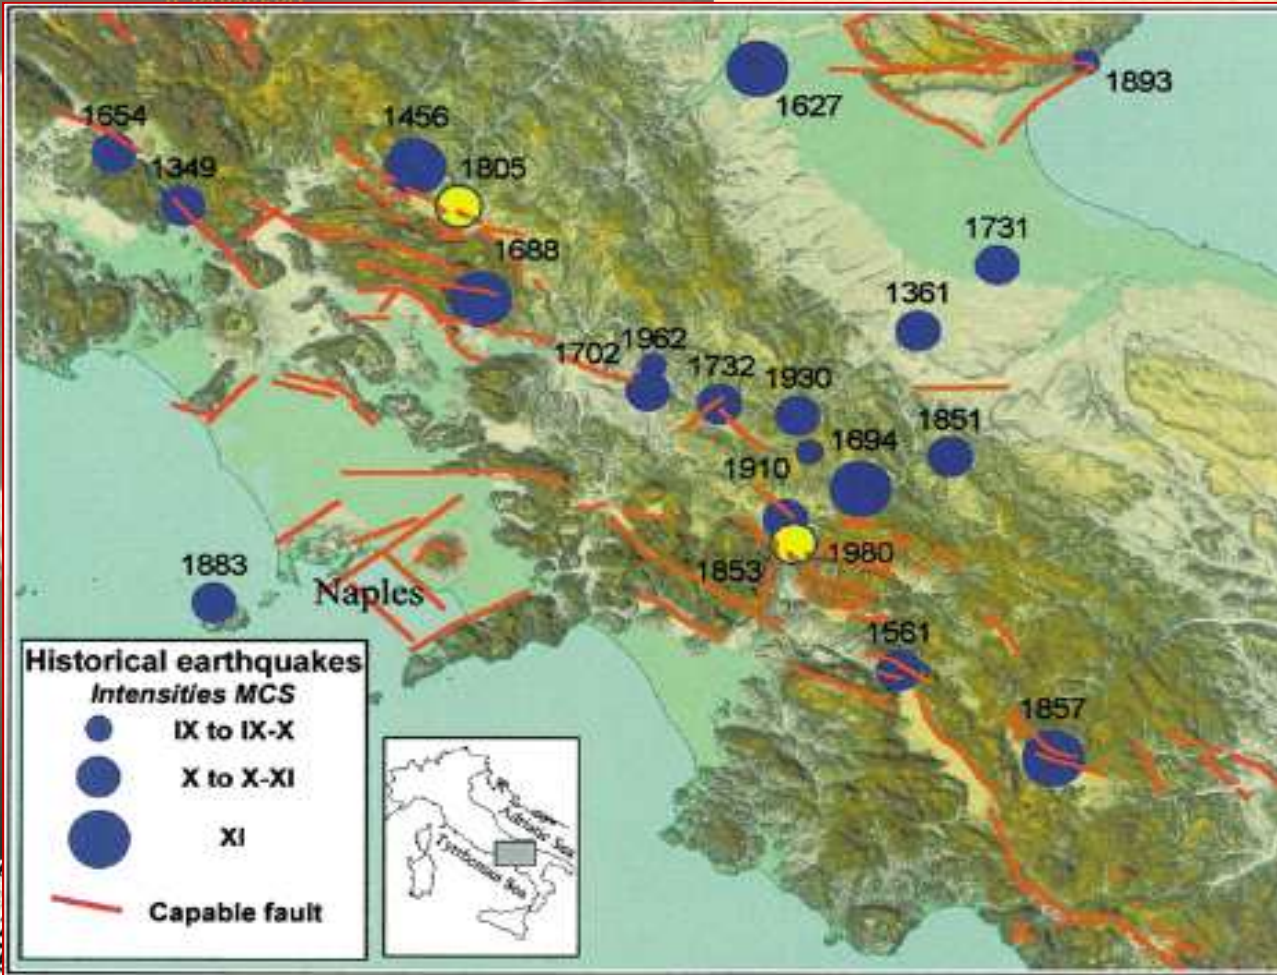 1893
1627
1654
1456
1349
1805
1688
1731
1361
1962
1702
1732
1930
1851
1694
1910
1883
1853
1980
Naples
1561
1857
Historical earthquakes
Intensities MCS
IX to IX-X
X to X-XI
XI
Capable fault
Adriatic Sea
Tyrrhenian Sea